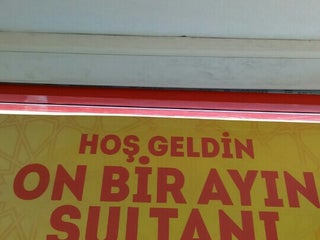 HOŞ GELDİN
ON BİR AYIN
SULTANI